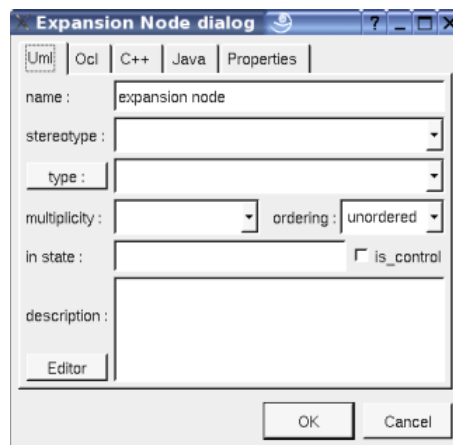 Expansion Node dialog ? _
Uml Ocl C++ Java Properties
name : expansion node
stereotype :
type :
multiplicity : ordering : unordered
in state : is_control
description :
Editor
OK Cancel